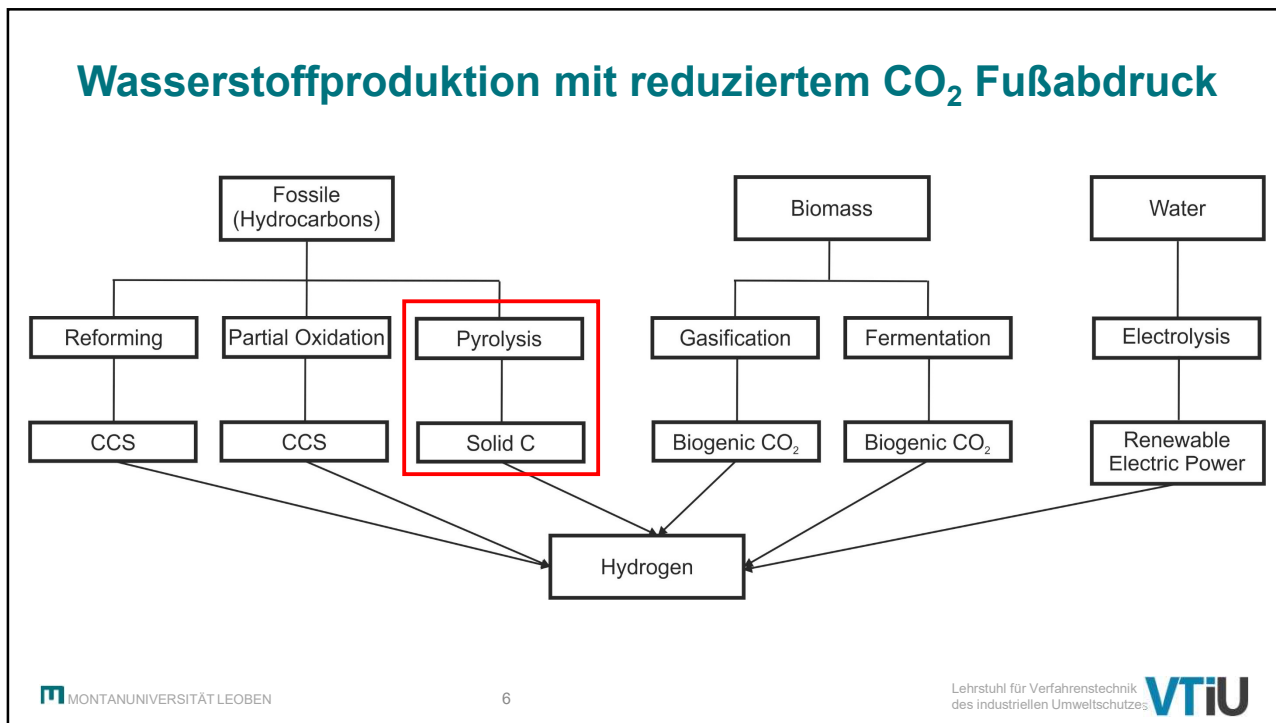 Wasserstoffproduktion mit reduziertem CO₂ Fußabdruck
Fossile
(Hydrocarbons)
Biomass
Water
Reforming
Partial Oxidation
Pyrolysis
Gasification
Fermentation
Electrolysis
CCS
CCS
Solid C
Biogenic CO₂
Biogenic CO₂
Renewable
Electric Power
Hydrogen
MONTANUNIVERSITÄT LEOBEN
6
Lehrstuhl für Verfahrenstechnik
des industriellen Umweltschutzes
VTiU